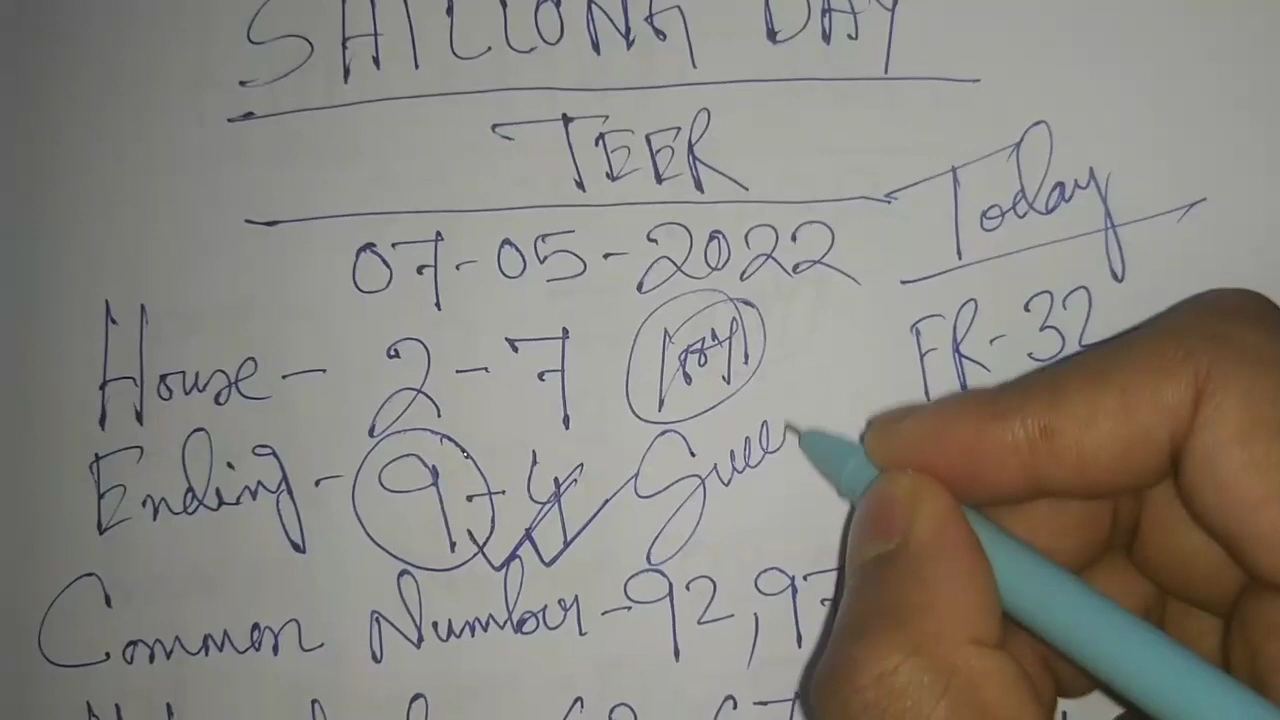 SHILLONG DAY
TEER
07-05-2022
Today
House - 2 - 7
FR-32
Ending - 9 - 4
Common Number - 92, 97